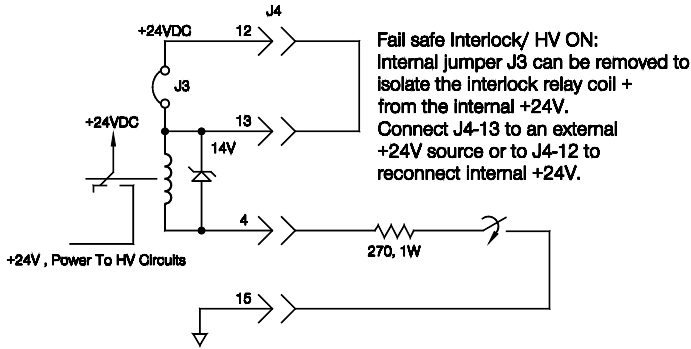 J4
+24VDC
12
Fail safe Interlock/ HV ON:
Internal jumper J3 can be removed to
isolate the interlock relay coil +
from the internal +24V.
Connect J4-13 to an external
+24V source or to J4-12 to
reconnect Internal +24V.
J3
+24VDC
13
14V
4
270, 1W
+24V , Power To HV Circuits
15